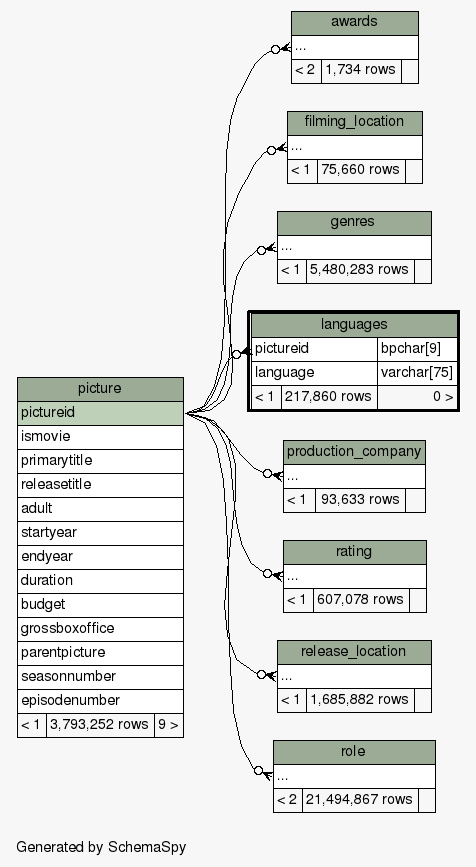 awards
...
< 2 1,734 rows
filming_location
...
< 1 75,660 rows
genres
...
< 1 5,480,283 rows
languages
pictureid bpchar[9]
language varchar[75]
< 1 217,860 rows 0 >
picture
pictureid
ismovie
primarytitle
releasetitle
adult
startyear
endyear
duration
budget
grossboxoffice
parentpicture
seasonnumber
episodenumber
< 1 3,793,252 rows 9 >
production_company
...
< 1 93,633 rows
rating
...
< 1 607,078 rows
release_location
...
< 1 1,685,882 rows
role
...
< 2 21,494,867 rows
Generated by SchemaSpy